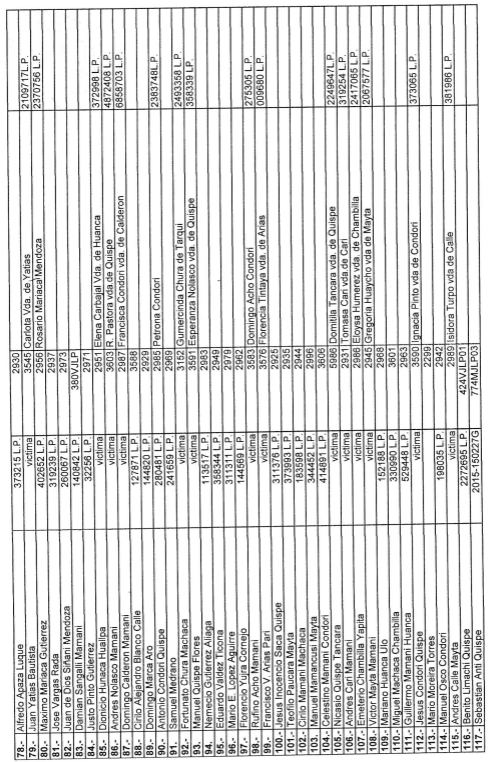 78.- Alfredo Apaza Luque 373215 L.P. 2930 2109717L.P.
79.- Juan Yatias Bautista victima 3545 Carlota Vda. de Yatias 2370756 L.P.
80.- Maximo Mariaca Gutierrez 402652 L.P. 2956 Rosario Mariaca Mendoza
81.- Jose Vargas Rada 319239 L.P. 2937
82.- Juan de Dios Siñani Mendoza 260067 L.P. 2973
83.- Damian Sangalli Mamani 140842 L.P. 380VJLP
84.- Justo Pinto Gutierrez 32256 L.P. 2971
85.- Dionicio Hunaca Huallpa victima 2951 Elena Carbajal Vda. de Huanca 372998 L.P.
86.- Andres Nolasco Mamani victima 3603 R. Pastora vda de Quispe 4872408 L.P.
87.- Domingo Calderon Mamani victima 2987 Francisca Condori vda. de Calderon 6858703 L.P.
88.- Cirilo Alejandro Blanco Calle 127871 L.P. 3588
89.- Domingo Marca Aro 144820 L.P. 2929
90.- Antonio Condori Vasquez 280481 L.P. 2985 Petrona Condori 2383748L.P.
91.- Samuel Medrano 241659 L.P. 2969
92.- Fortunato Chura Machaca victima 3152 Gumercinda Chura de Tarqui 2493358 L.P.
93.- Manuel Quispe Flores victima 3591 Esperanza Nolasco vda. de Quispe 358339 L.P.
94.- Nemecio Gutierrez Aliaga 113517 L.P. 2983
95.- Eduardo Valdez Ticona 358344 L.P. 2949
96.- Mario E. Lopez Aguirre 311311 L.P. 2979
97.- Florencio Yujra Cornejo 144569 L.P. 2962
98.- Rufino Acho Mamani victima 3583 Domingo Acho Condori 275305 L.P.
99.- Francisco Arias Pari victima 3576 Florencia Tintaya vda. de Arias 009680 L.P.
100.- Jesus Inocencio Saca Quispe 311376 L.P. 2925
101.- Teofilo Paucara Mayta 373993 L.P. 2935
102.- Cirilo Mamani Machaca 183598 L.P. 2944
103. Manuel Mamancusi Mayta 344452 L.P. 2996
104.- Celestino Mamani Condori 414891 L.P. 3606
105.- Nicasio Quispe Tancara victima 5986 Domitila Tancara vda. de Quispe 2249647L.P.
106.- Andres Cari Mamani victima 2931 Tomasa Cari vda de Cari 319254 L.P.
107.- Emeterio Chambilla Yapita victima 2986 Eloysa Humerez vda. de Chambilla 2417065 L.P.
108.- Victor Mayta Mamani victima 2945 Gregoria Huaycho vda de Mayta 2067577 L.P.
109.- Mariano Huanca Ulo 152188 L.P. 2968
110.- Miguel Machaca Chambilla 330990 L.P. 3601
111.- Guillermo Mamani Huanca 529448 L.P. 2963
112.- Jesus Condori Quispe victima 3590 Ignacia Pinto vda de Condori 373065 L.P.
113.- Mario Moreira Torres 2299
114.- Manuel Osco Condori 198035 L.P. 2942
115.- Andres Calle Mayta victima 2989 Isidora Turpo vda de Calle 381986 L.P.
116.- Benito Limachi Quispe 2272695 L.P. 424VJLP01
117.- Sebastian Anti Quispe 2015-150227G 774MJLP03